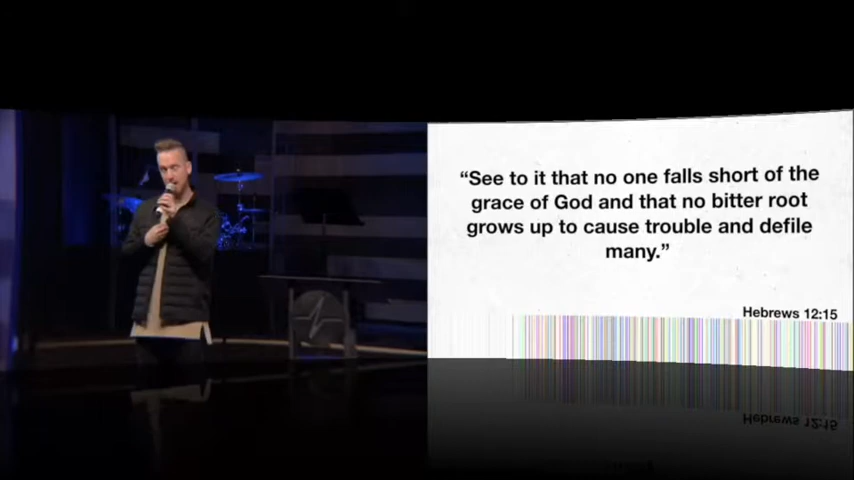 “See to it that no one falls short of the
grace of God and that no bitter root
grows up to cause trouble and defile
many.”
Hebrews 12:15